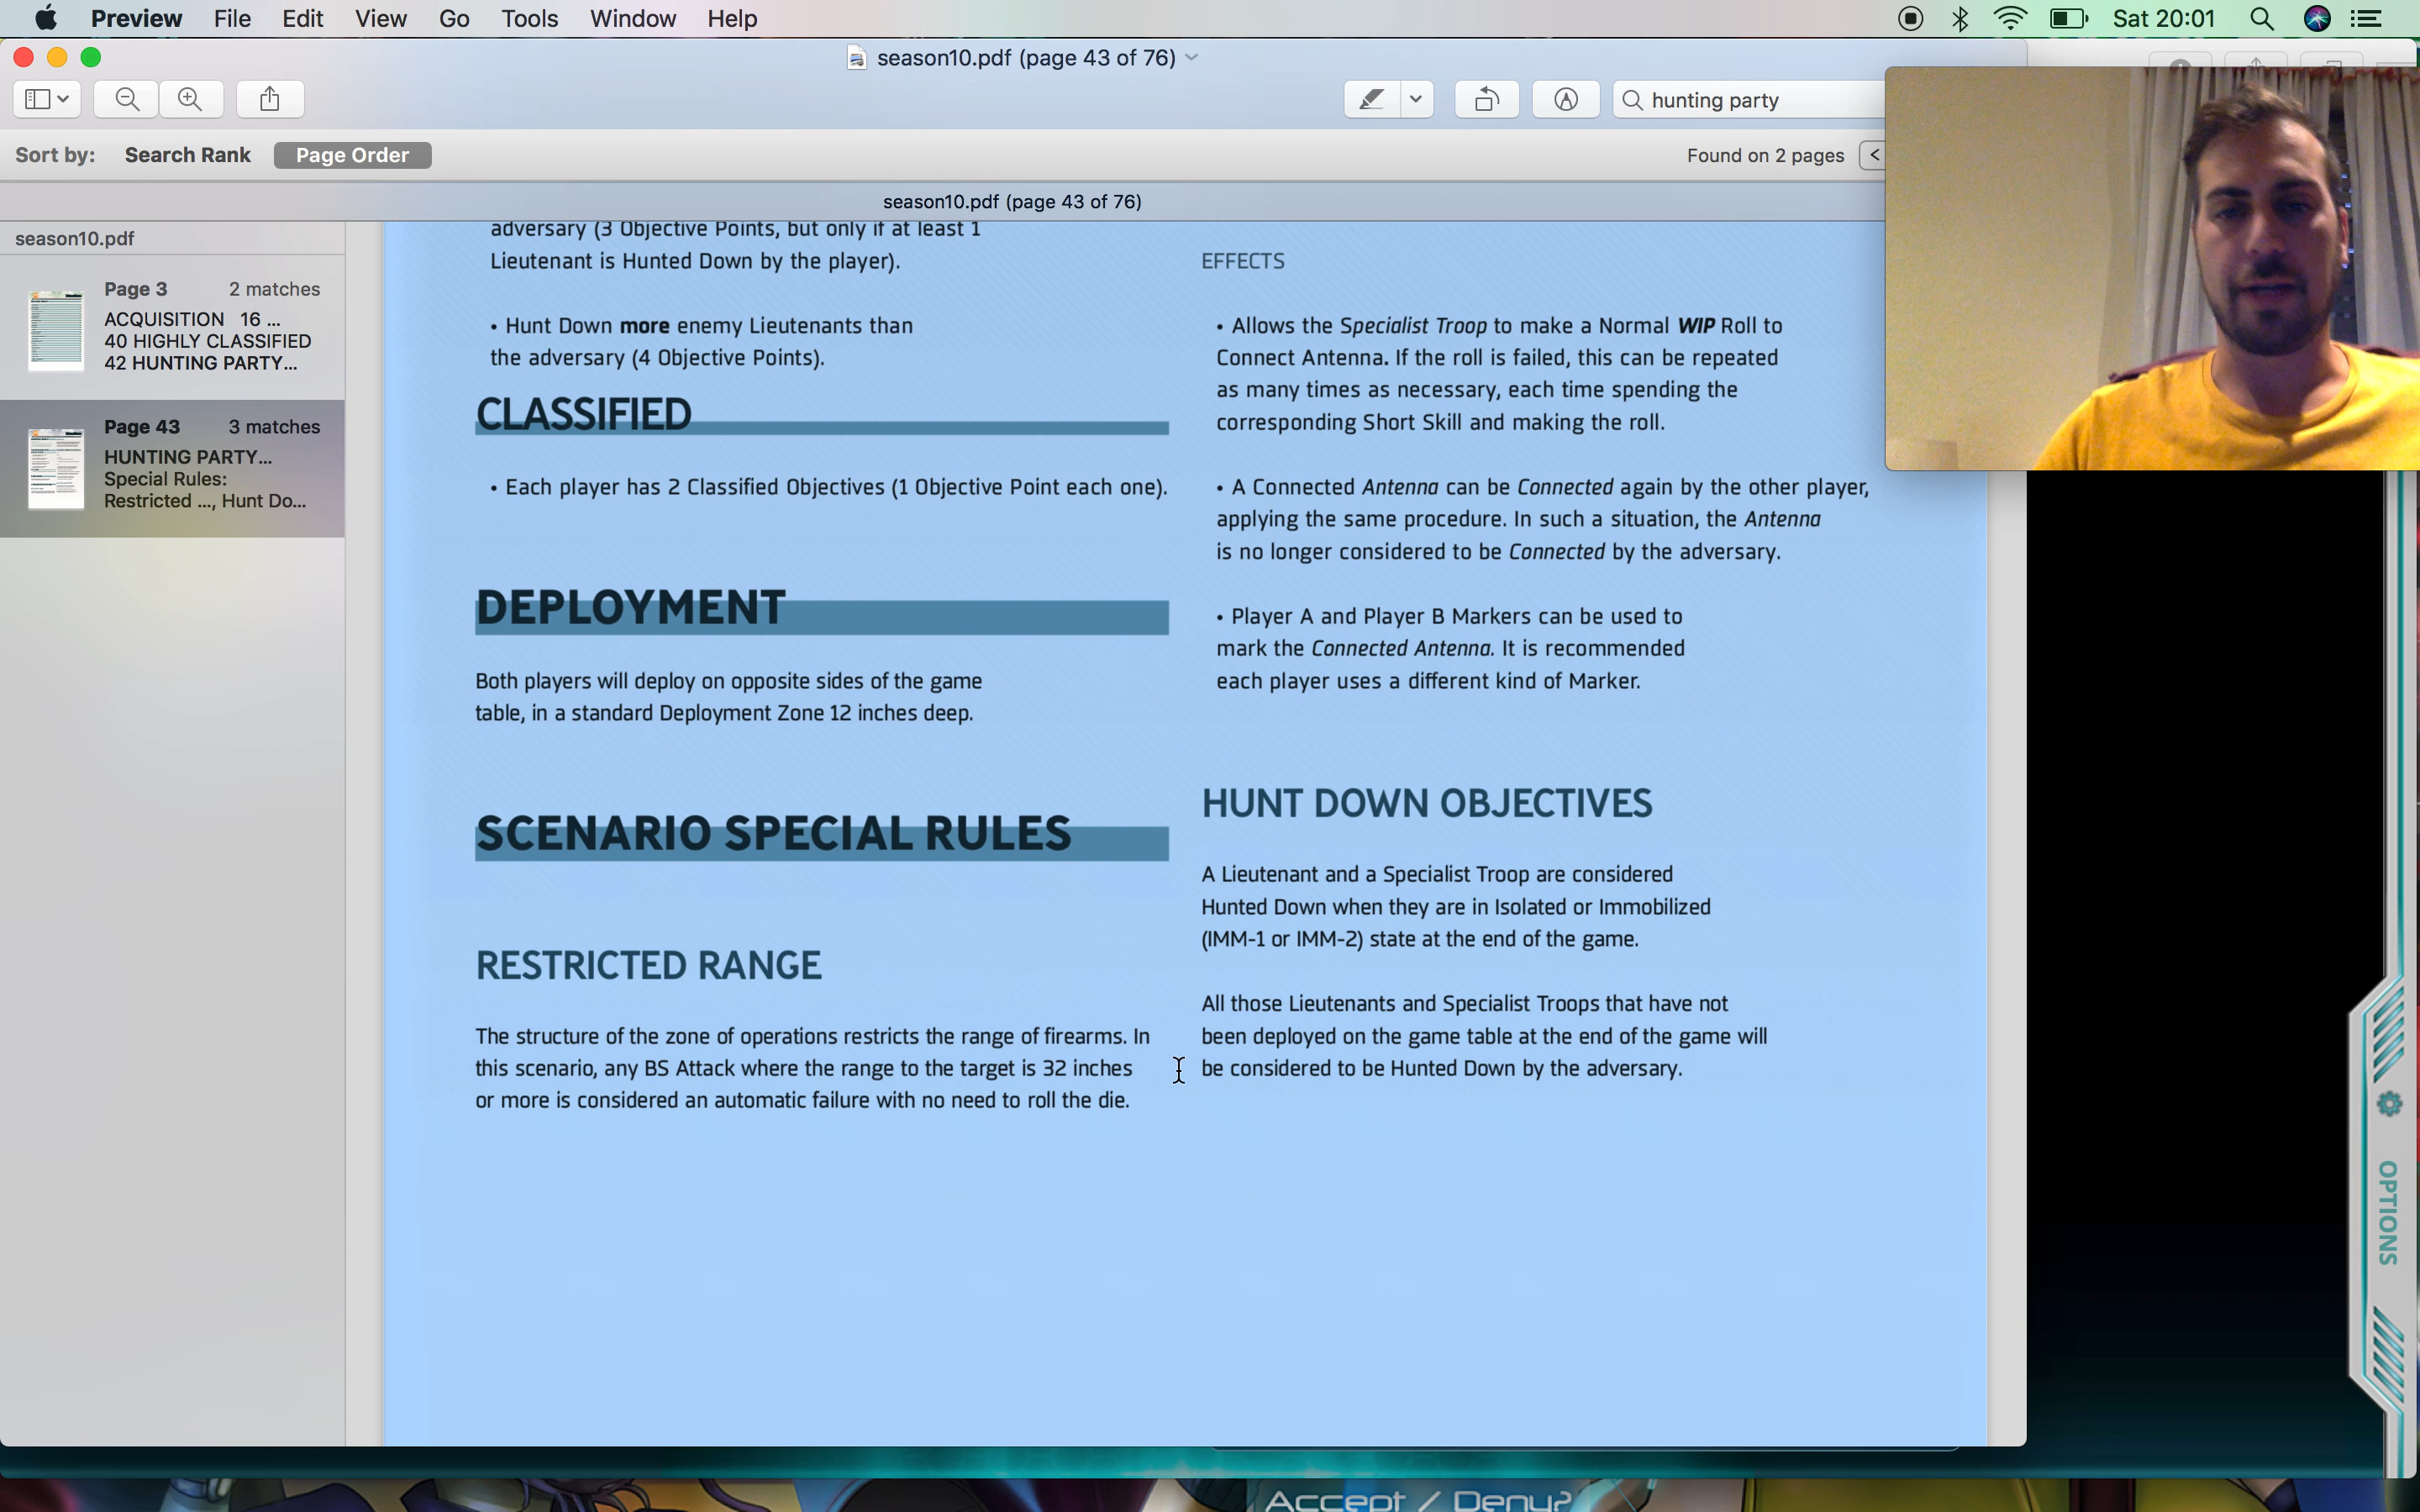 Preview File Edit View Go Tools Window Help
Sat 20:01
season10.pdf (page 43 of 76)
hunting party
Sort by: Search Rank Page Order
Found on 2 pages
season10.pdf (page 43 of 76)
season10.pdf
Page 3 2 matches
ACQUISITION 16 ...
40 HIGHLY CLASSIFIED
42 HUNTING PARTY...
Page 43 3 matches
HUNTING PARTY...
Special Rules:
Restricted ..., Hunt Do...
adversary (3 Objective Points, but only if at least 1
Lieutenant is Hunted Down by the player).
• Hunt Down more enemy Lieutenants than
the adversary (4 Objective Points).
CLASSIFIED
• Each player has 2 Classified Objectives (1 Objective Point each one).
DEPLOYMENT
Both players will deploy on opposite sides of the game
table, in a standard Deployment Zone 12 inches deep.
SCENARIO SPECIAL RULES
RESTRICTED RANGE
The structure of the zone of operations restricts the range of firearms. In
this scenario, any BS Attack where the range to the target is 32 inches
or more is considered an automatic failure with no need to roll the die.
EFFECTS
• Allows the Specialist Troop to make a Normal WIP Roll to
Connect Antenna. If the roll is failed, this can be repeated
as many times as necessary, each time spending the
corresponding Short Skill and making the roll.
• A Connected Antenna can be Connected again by the other player,
applying the same procedure. In such a situation, the Antenna
is no longer considered to be Connected by the adversary.
• Player A and Player B Markers can be used to
mark the Connected Antenna. It is recommended
each player uses a different kind of Marker.
HUNT DOWN OBJECTIVES
A Lieutenant and a Specialist Troop are considered
Hunted Down when they are in Isolated or Immobilized
(IMM-1 or IMM-2) state at the end of the game.
All those Lieutenants and Specialist Troops that have not
been deployed on the game table at the end of the game will
be considered to be Hunted Down by the adversary.
OPTIONS
Accept / Deny?